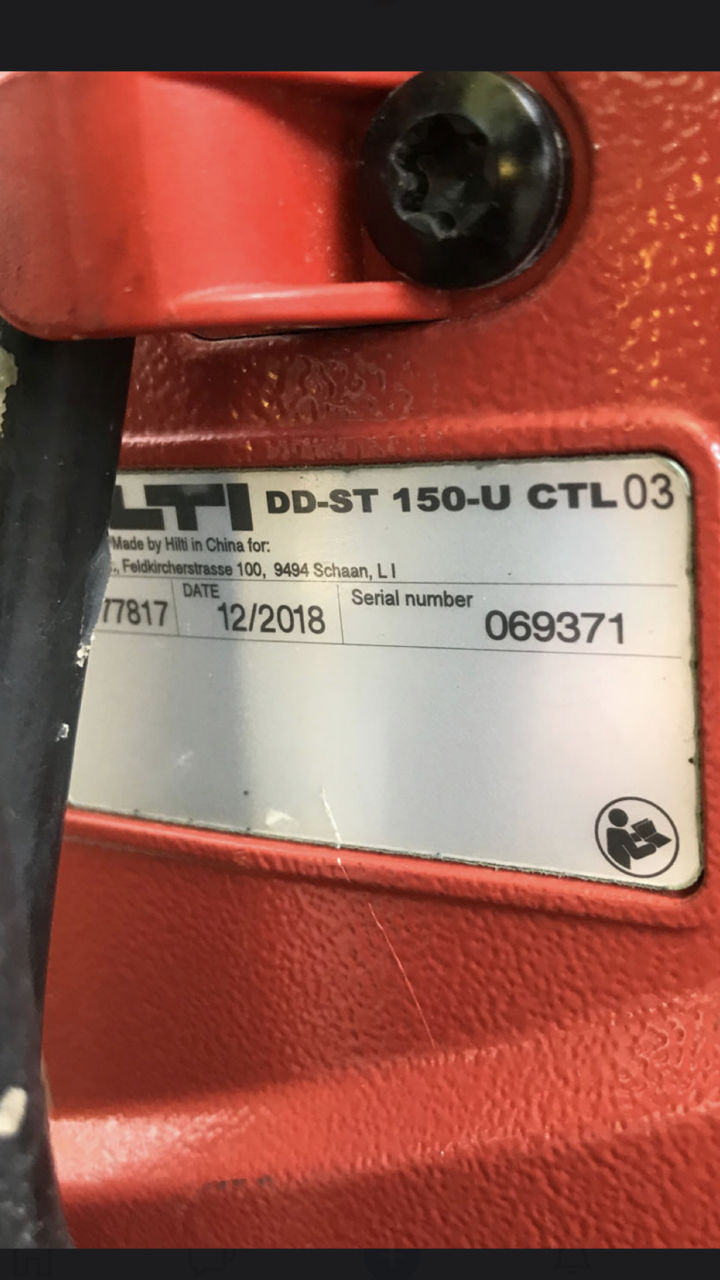 LTI DD-ST 150-U CTL 03
Made by Hilti in China for:
., Feldkircherstrasse 100, 9494 Schaan, LI
77817 DATE 12/2018 Serial number 069371